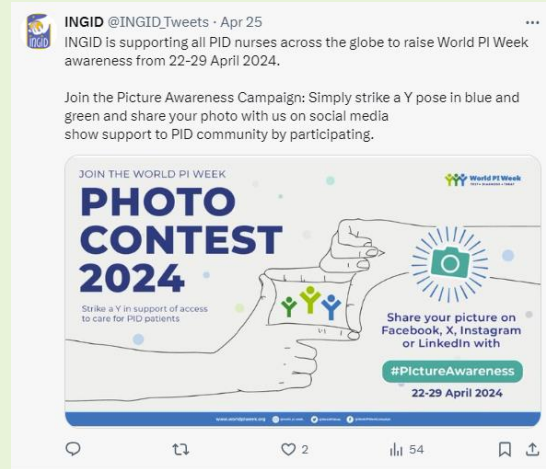 INGID @INGID_Tweets · Apr 25
INGID is supporting all PID nurses across the globe to raise World PI Week
awareness from 22-29 April 2024.
Join the Picture Awareness Campaign: Simply strike a Y pose in blue and
green and share your photo with us on social media
show support to PID community by participating.
JOIN THE WORLD PI WEEK
PHOTO
CONTEST
2024
Strike a Y in support of access
to care for PID patients
World PI Week
Share your picture on
Facebook, X, Instagram
or LinkedIn with
#PIctureAwareness
22-29 April 2024
www.worldpiweek.org
2
54